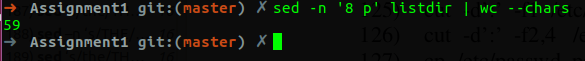 → Assignment1 git:(master) ✗ sed -n '8 p' listdir | wc --chars
59
→ Assignment1 git:(master) ✗